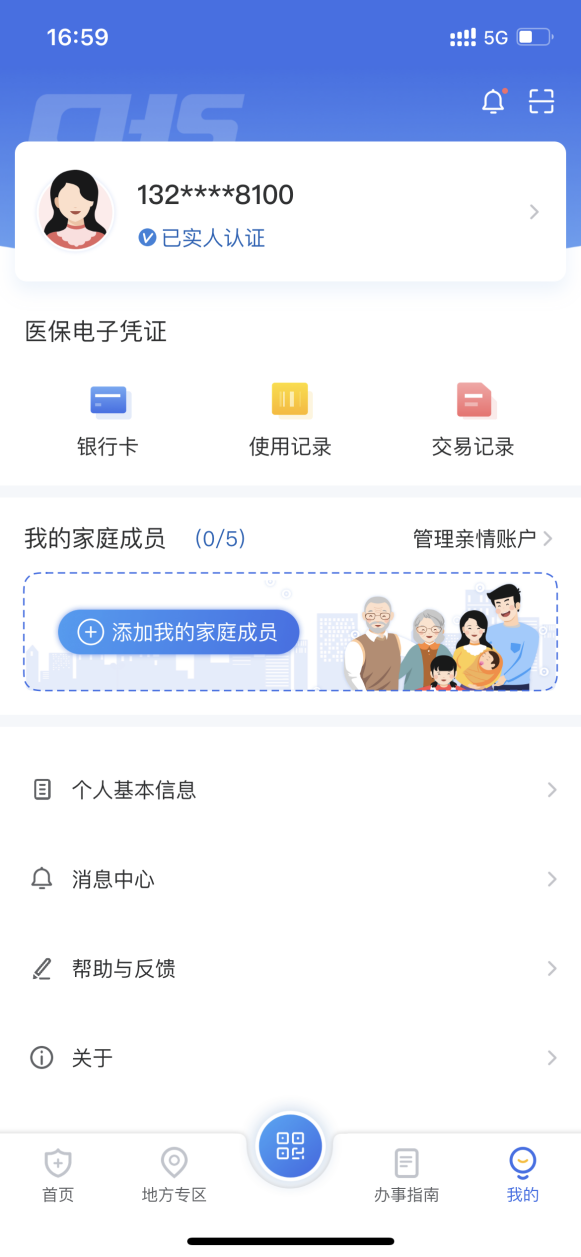 16:59
5G
CHS
132****8100
已实人认证
医保电子凭证
银行卡
使用记录
交易记录
我的家庭成员 (0/5)
管理亲情账户
添加我的家庭成员
个人基本信息
消息中心
帮助与反馈
关于
首页
地方专区
办事指南
我的